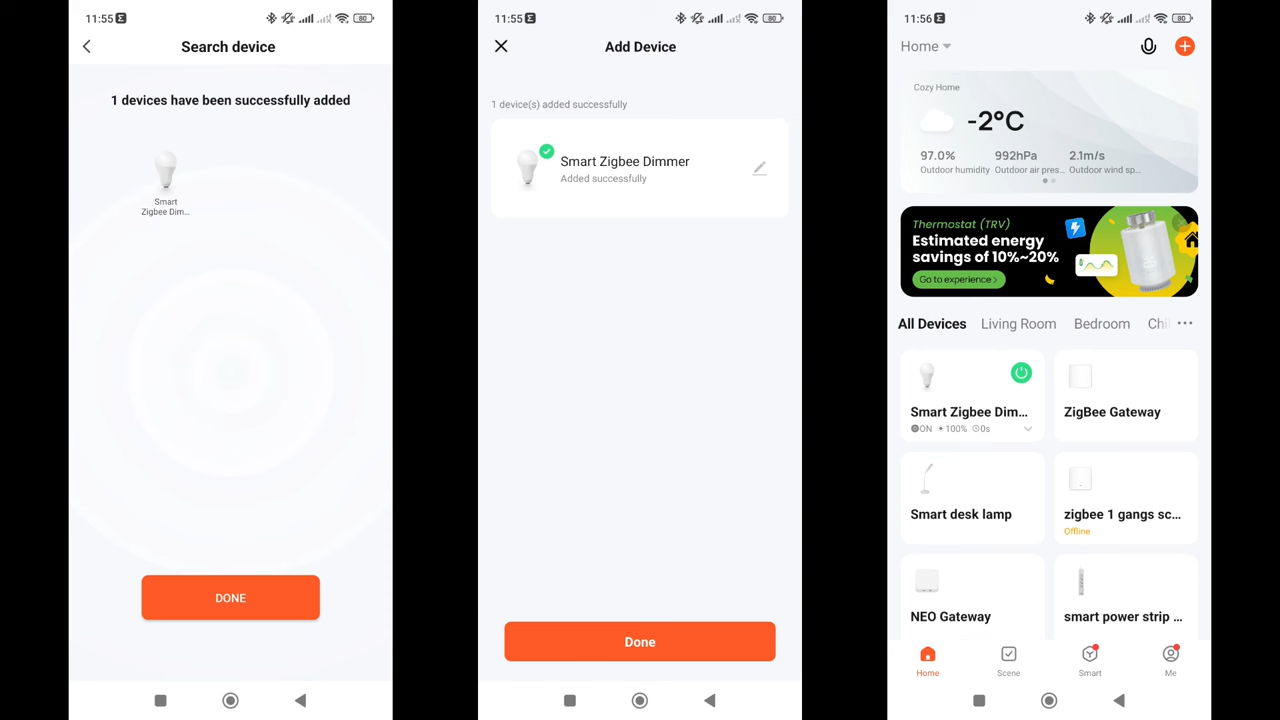 11:55
80
Search device
1 devices have been successfully added
Smart
Zigbee Dim...
DONE
11:55
80
Add Device
1 device(s) added successfully
Smart Zigbee Dimmer
Added successfully
Done
11:56
80
Home
Cozy Home
-2°C
97.0% 992hPa 2.1m/s
Outdoor humidity Outdoor air pres... Outdoor wind sp...
Thermostat (TRV)
Estimated energy
savings of 10%~20%
Go to experience >
All Devices Living Room Bedroom Chi ...
Smart Zigbee Dim... ZigBee Gateway
ON 100% 0s
Smart desk lamp zigbee 1 gangs sc...
Offline
NEO Gateway smart power strip ...
Home Scene Smart Me